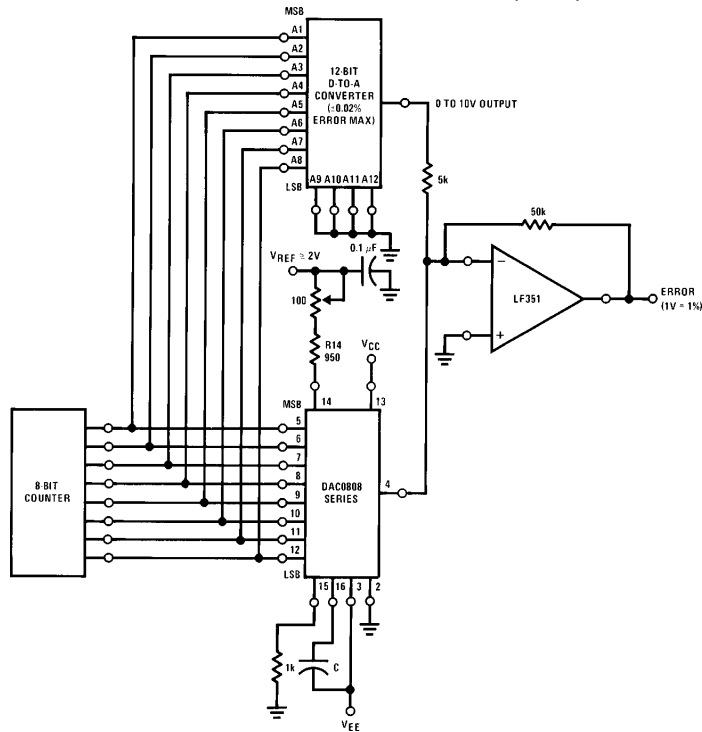 MSB
A1
A2
A3
A4
A5
A6
A7
A8
12-BIT
D-TO-A
CONVERTER
(±0.02%
ERROR MAX)
0 TO 10V OUTPUT
LSB
A9 A10 A11 A12
5k
50k
VREF ≅ 2V
0.1 μF
100
R14
950
VCC
−
+
LF351
ERROR
(1V = 1%)
MSB
14
13
5
6
7
8
9
10
11
12
8-BIT
COUNTER
DAC0808
SERIES
4
LSB
15 16 3 2
1k
C
VEE